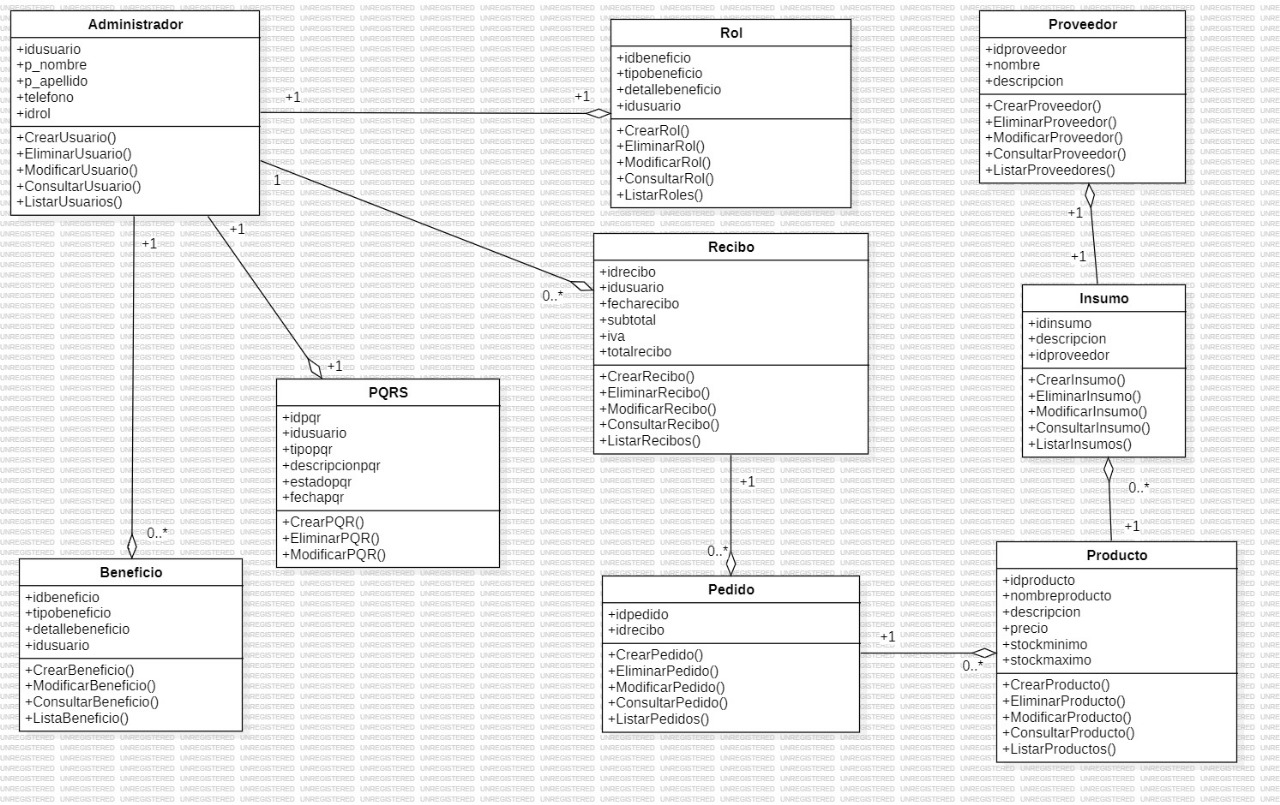 Administrador
+idusuario
+p_nombre
+p_apellido
+telefono
+idrol
+CrearUsuario()
+EliminarUsuario()
+ModificarUsuario()
+ConsultarUsuario()
+ListarUsuarios()
+1
+1
Rol
+idbeneficio
+tipobeneficio
+detallebeneficio
+idusuario
+CrearRol()
+EliminarRol()
+ModificarRol()
+ConsultarRol()
+ListarRoles()
Proveedor
+idproveedor
+nombre
+descripcion
+CrearProveedor()
+EliminarProveedor()
+ModificarProveedor()
+ConsultarProveedor()
+ListarProveedores()
+1
+1
1
0..*
Recibo
+idrecibo
+idusuario
+fecharecibo
+subtotal
+iva
+totalrecibo
+CrearRecibo()
+EliminarRecibo()
+ModificarRecibo()
+ConsultarRecibo()
+ListarRecibos()
Insumo
+idinsumo
+descripcion
+idproveedor
+CrearInsumo()
+EliminarInsumo()
+ModificarInsumo()
+ConsultarInsumo()
+ListarInsumos()
+1
+1
PQRS
+idpqr
+idusuario
+tipopqr
+descripcionpqr
+estadopqr
+fechapqr
+CrearPQR()
+EliminarPQR()
+ModificarPQR()
+1
0..*
+1
0..*
0..*
+1
Beneficio
+idbeneficio
+tipobeneficio
+detallebeneficio
+idusuario
+CrearBeneficio()
+ModificarBeneficio()
+ConsultarBeneficio()
+ListaBeneficio()
Pedido
+idpedido
+idrecibo
+CrearPedido()
+EliminarPedido()
+ModificarPedido()
+ConsultarPedido()
+ListarPedidos()
+1
0..*
Producto
+idproducto
+nombreproducto
+descripcion
+precio
+stockminimo
+stockmaximo
+CrearProducto()
+EliminarProducto()
+ModificarProducto()
+ConsultarProducto()
+ListarProductos()
UNREGISTERED